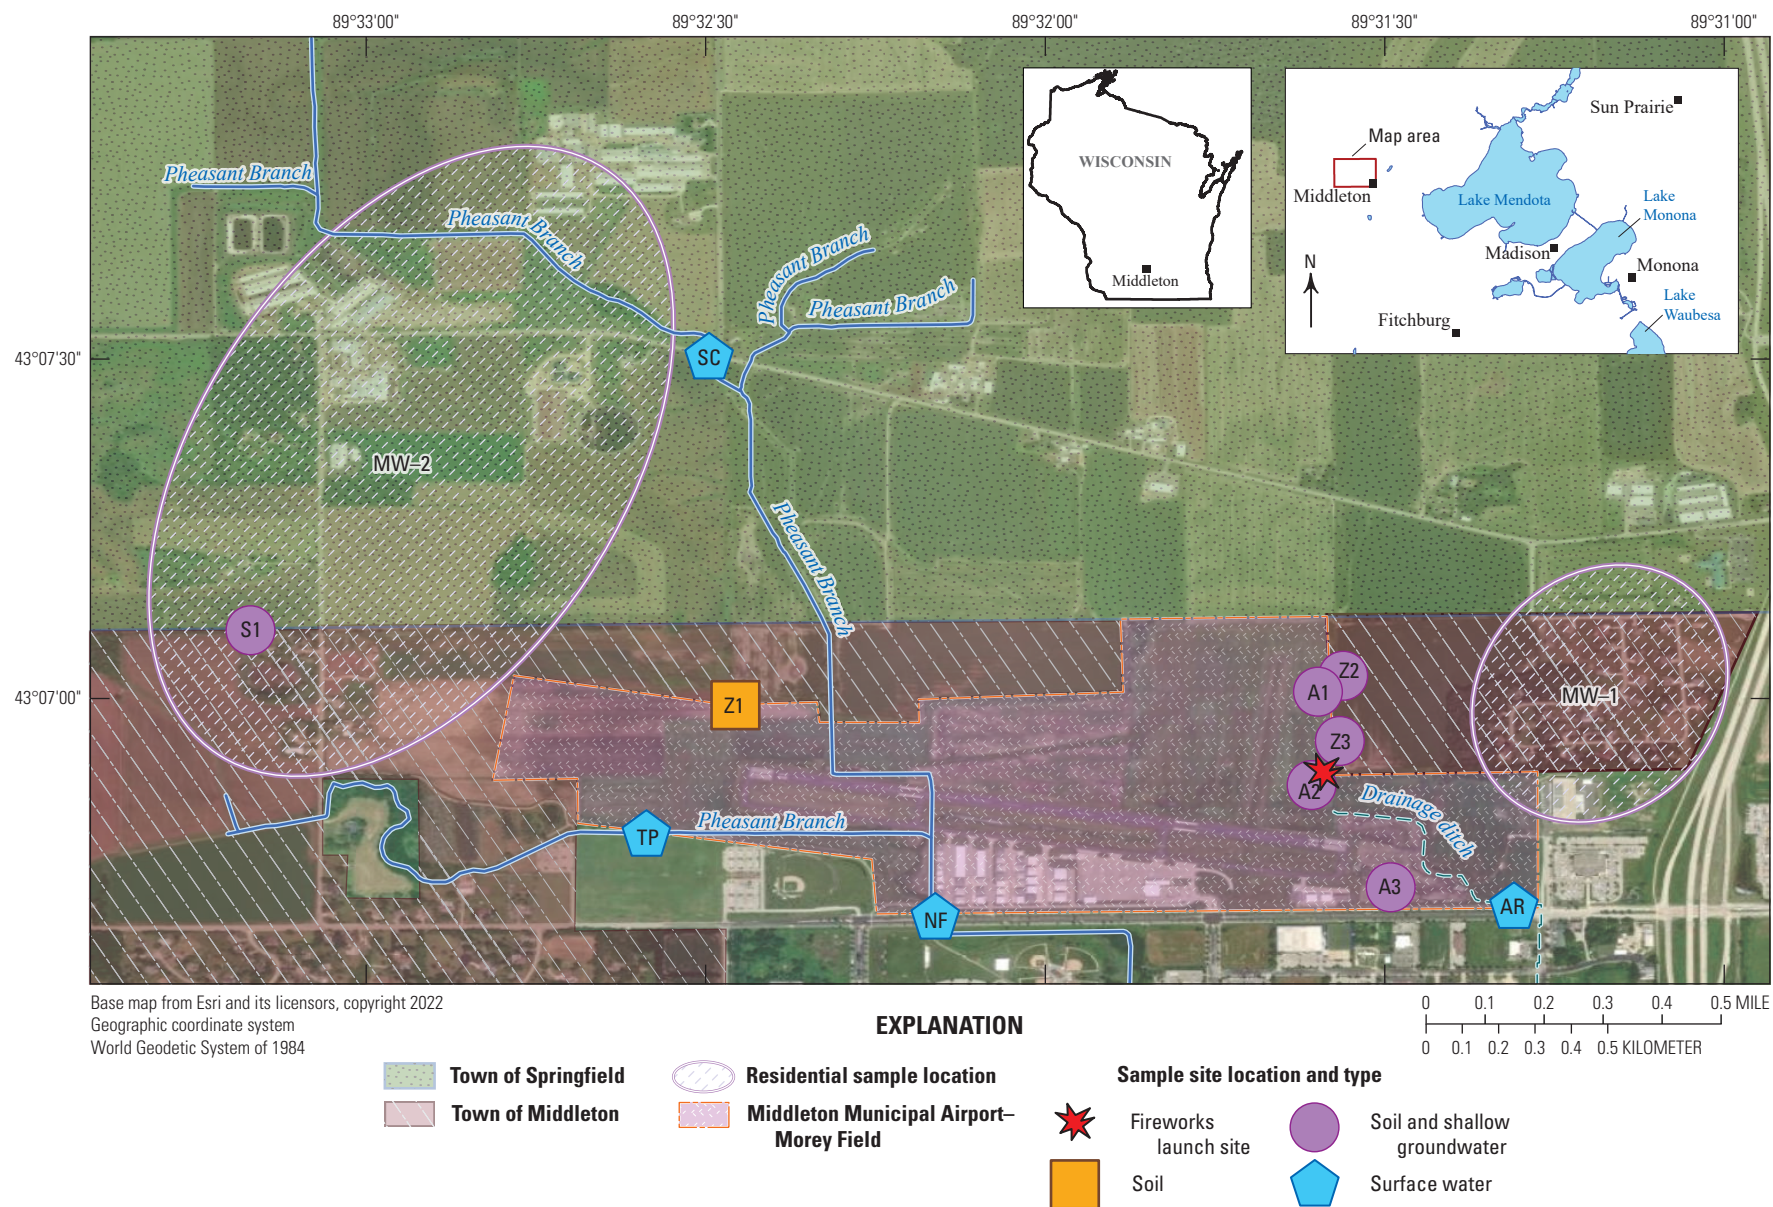 89°33'00"
89°32'30"
89°32'00"
89°31'30"
89°31'00"
43°07'30"
43°07'00"
WISCONSIN
Middleton
Sun Prairie
Map area
Middleton
Lake Mendota
Lake
Monona
Madison
Monona
Lake
Waubesa
Fitchburg
N
Pheasant Branch
Pheasant Branch
Pheasant Branch
Pheasant Branch
SC
MW–2
Pheasant Branch
S1
Z1
Z2
A1
Z3
A2
MW–1
Drainage ditch
TP
Pheasant Branch
A3
NF
AR
Base map from Esri and its licensors, copyright 2022
Geographic coordinate system
World Geodetic System of 1984
0 0.1 0.2 0.3 0.4 0.5 MILE
0 0.1 0.2 0.3 0.4 0.5 KILOMETER
EXPLANATION
Town of Springfield
Town of Middleton
Residential sample location
Middleton Municipal Airport–
Morey Field
Sample site location and type
Fireworks
launch site
Soil
Soil and shallow
groundwater
Surface water